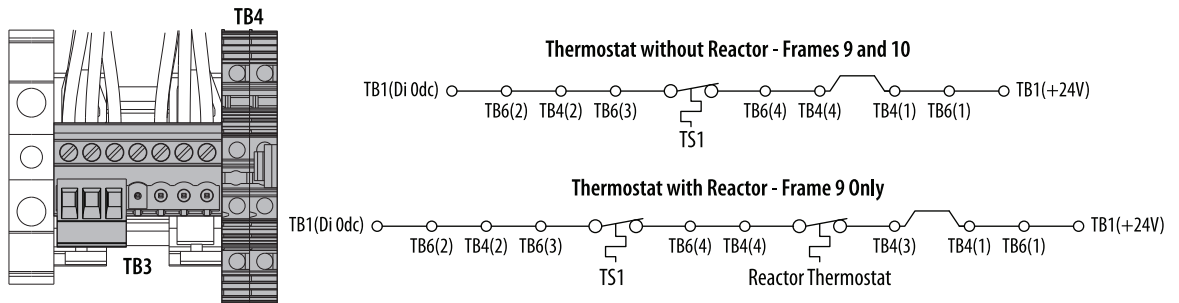 TB4
TB3
Thermostat without Reactor - Frames 9 and 10
TB1(Di 0dc)
TB6(2)
TB4(2)
TB6(3)
TS1
TB6(4)
TB4(4)
TB4(1)
TB6(1)
TB1(+24V)
Thermostat with Reactor - Frame 9 Only
TB1(Di 0dc)
TB6(2)
TB4(2)
TB6(3)
TS1
TB6(4)
TB4(4)
Reactor Thermostat
TB4(3)
TB4(1)
TB6(1)
TB1(+24V)